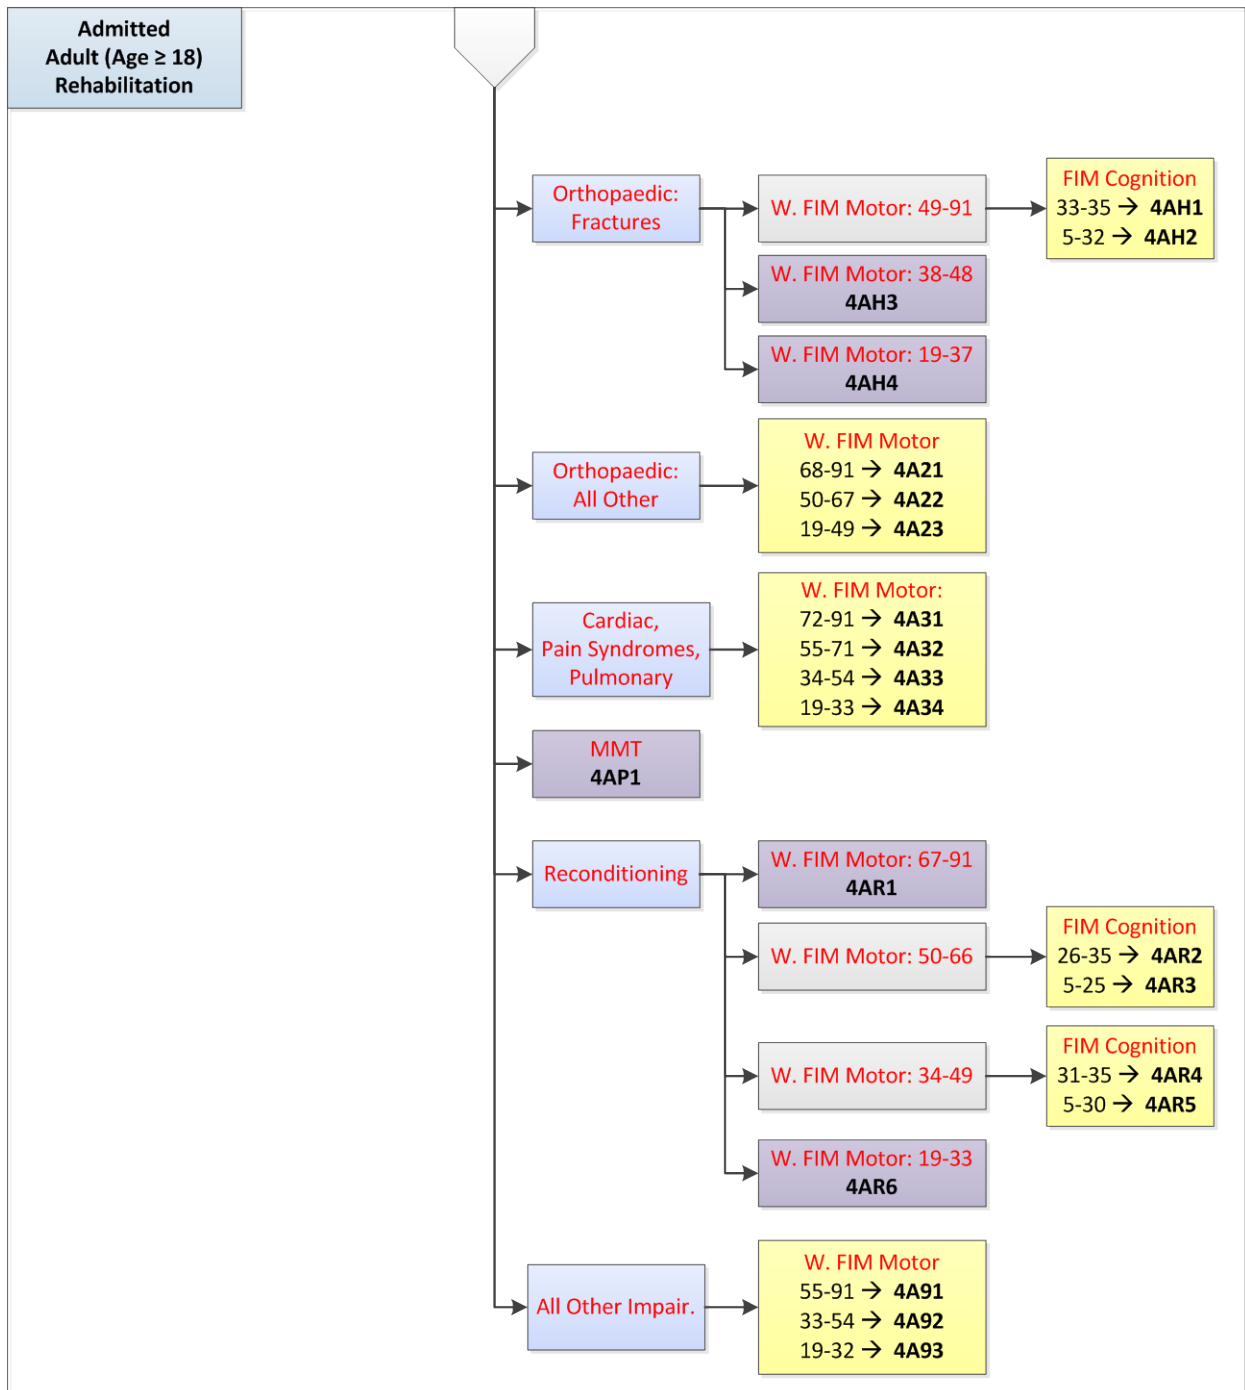 Admitted
Adult (Age ≥ 18)
Rehabilitation
Orthopaedic:
Fractures
W. FIM Motor: 49-91
FIM Cognition
33-35 → 4AH1
5-32 → 4AH2
W. FIM Motor: 38-48
4AH3
W. FIM Motor: 19-37
4AH4
Orthopaedic:
All Other
W. FIM Motor
68-91 → 4A21
50-67 → 4A22
19-49 → 4A23
Cardiac,
Pain Syndromes,
Pulmonary
W. FIM Motor:
72-91 → 4A31
55-71 → 4A32
34-54 → 4A33
19-33 → 4A34
MMT
4AP1
Reconditioning
W. FIM Motor: 67-91
4AR1
W. FIM Motor: 50-66
FIM Cognition
26-35 → 4AR2
5-25 → 4AR3
W. FIM Motor: 34-49
FIM Cognition
31-35 → 4AR4
5-30 → 4AR5
W. FIM Motor: 19-33
4AR6
All Other Impair.
W. FIM Motor
55-91 → 4A91
33-54 → 4A92
19-32 → 4A93